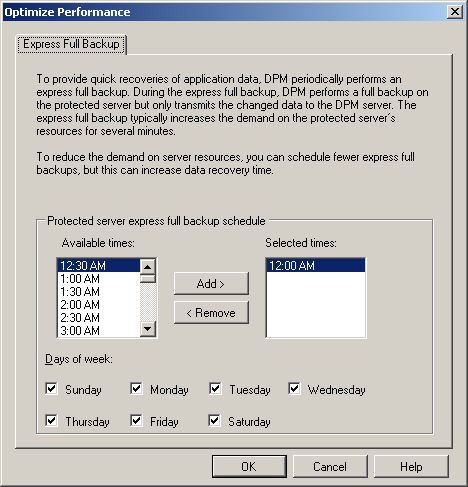 Optimize Performance
Express Full Backup
To provide quick recoveries of application data, DPM periodically performs an
express full backup. During the express full backup, DPM performs a full backup on
the protected server but only transmits the changed data to the DPM server. The
express full backup typically increases the demand on the protected server's
resources for several minutes.
To reduce the demand on server resources, you can schedule fewer express full
backups, but this can increase data recovery time.
Protected server express full backup schedule
Available times:
Selected times:
12:30 AM
1:00 AM
1:30 AM
2:00 AM
2:30 AM
3:00 AM
Add >
< Remove
12:00 AM
Days of week:
Sunday Monday Tuesday Wednesday
Thursday Friday Saturday
OK Cancel Help